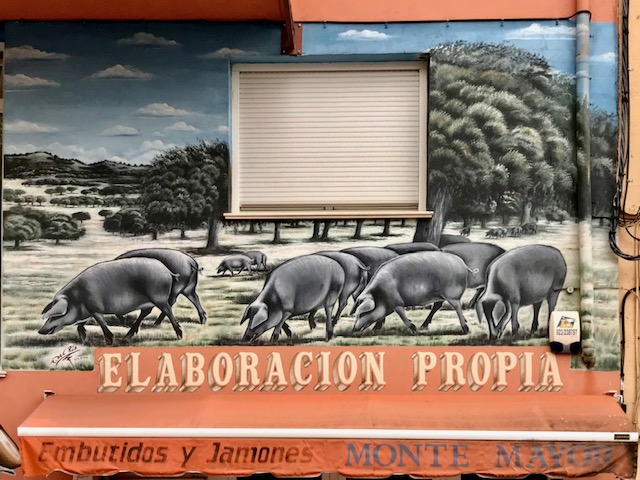 ELABORACION PROPIA
Embutidos y Jamones MONTE MAYOR